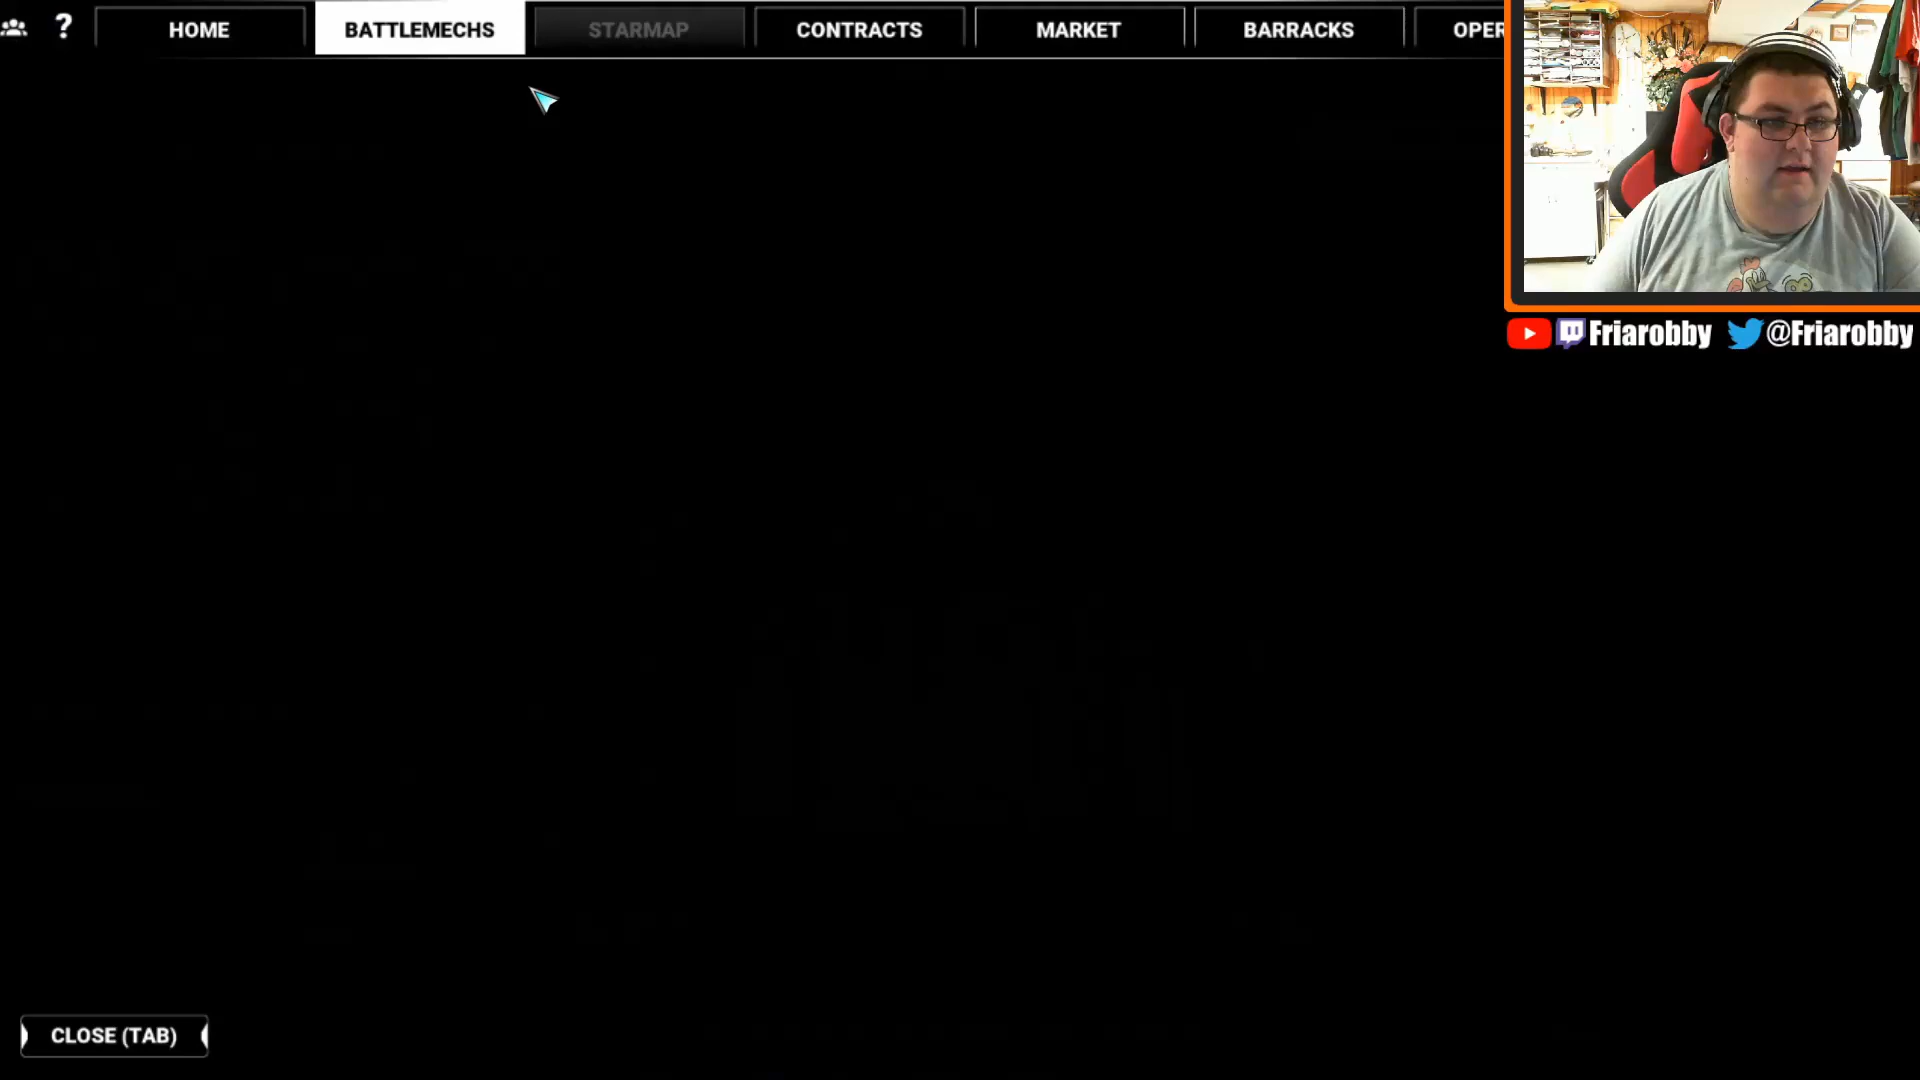 ? HOME BATTLEMECHS STARMAP CONTRACTS MARKET BARRACKS OPER
Friarobby @Friarobby
CLOSE (TAB)